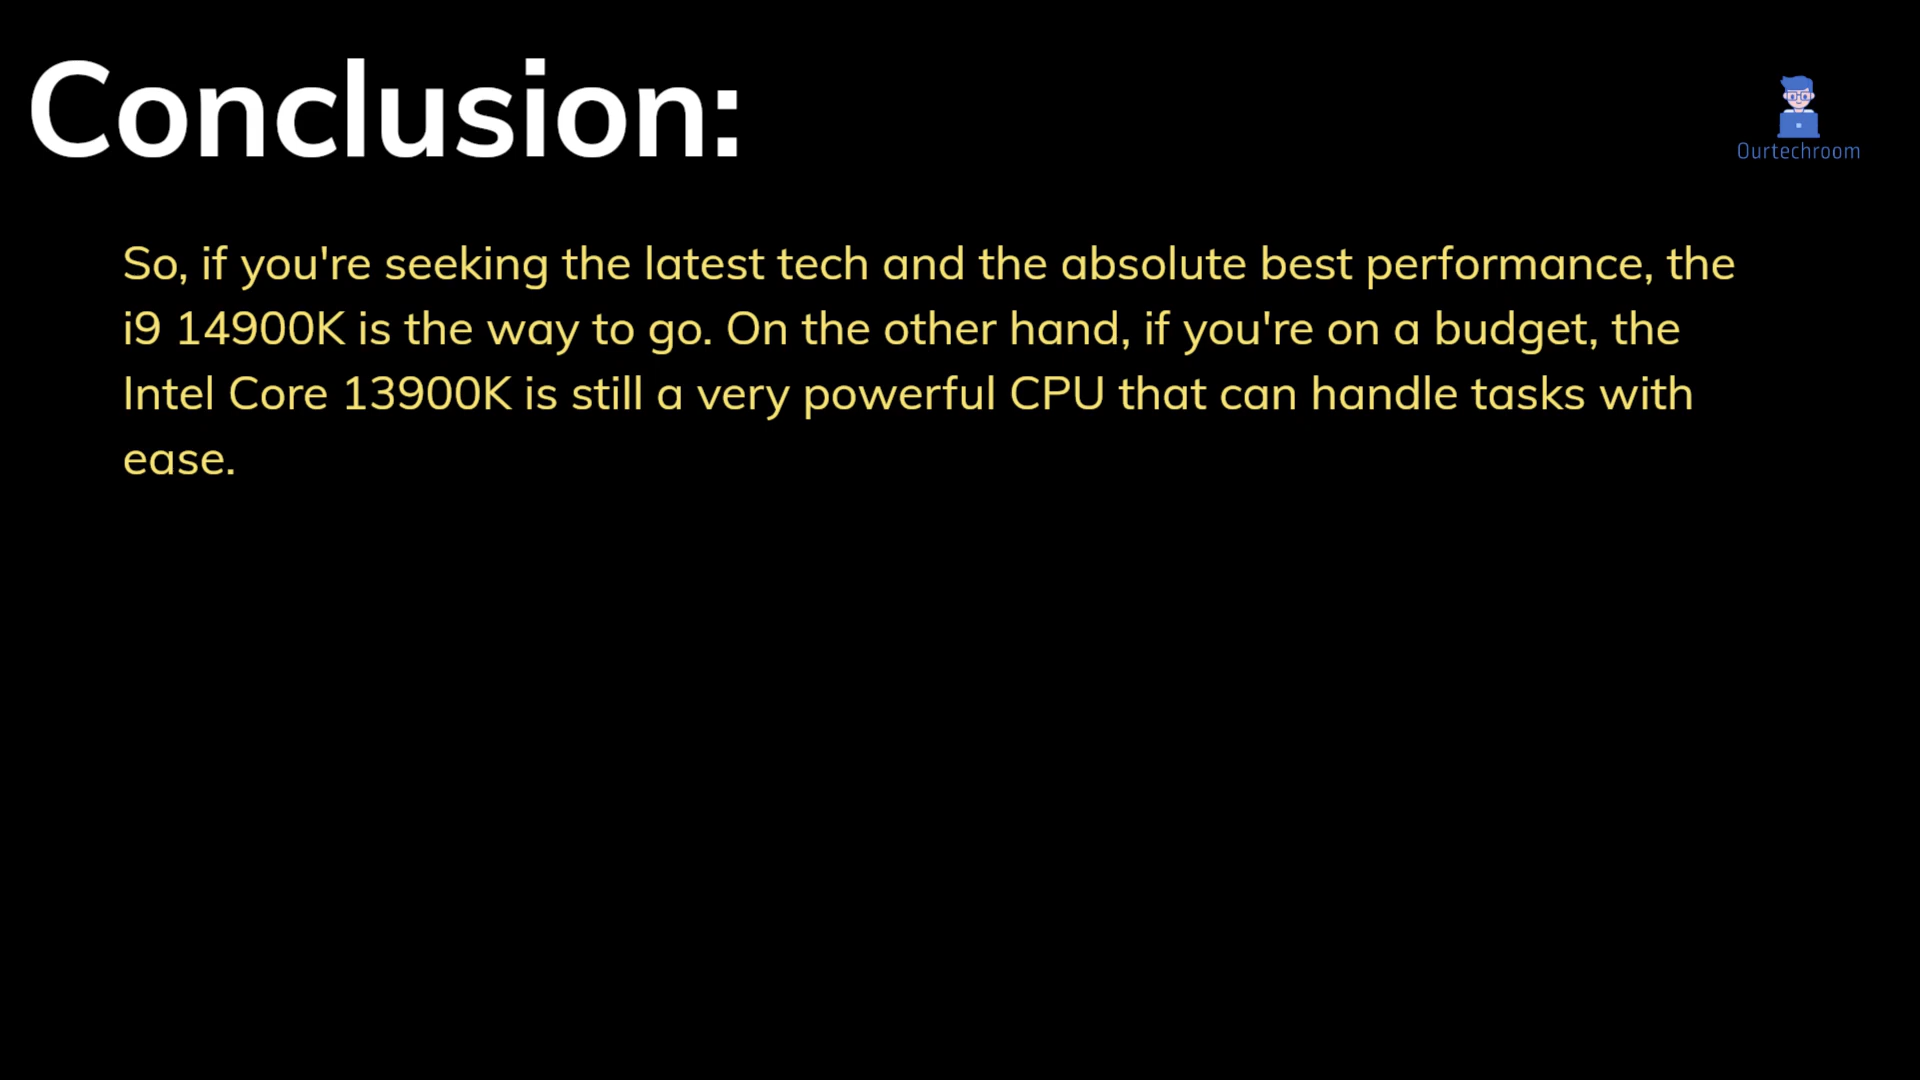 Conclusion:
Ourtechroom
So, if you're seeking the latest tech and the absolute best performance, the
i9 14900K is the way to go. On the other hand, if you're on a budget, the
Intel Core 13900K is still a very powerful CPU that can handle tasks with
ease.